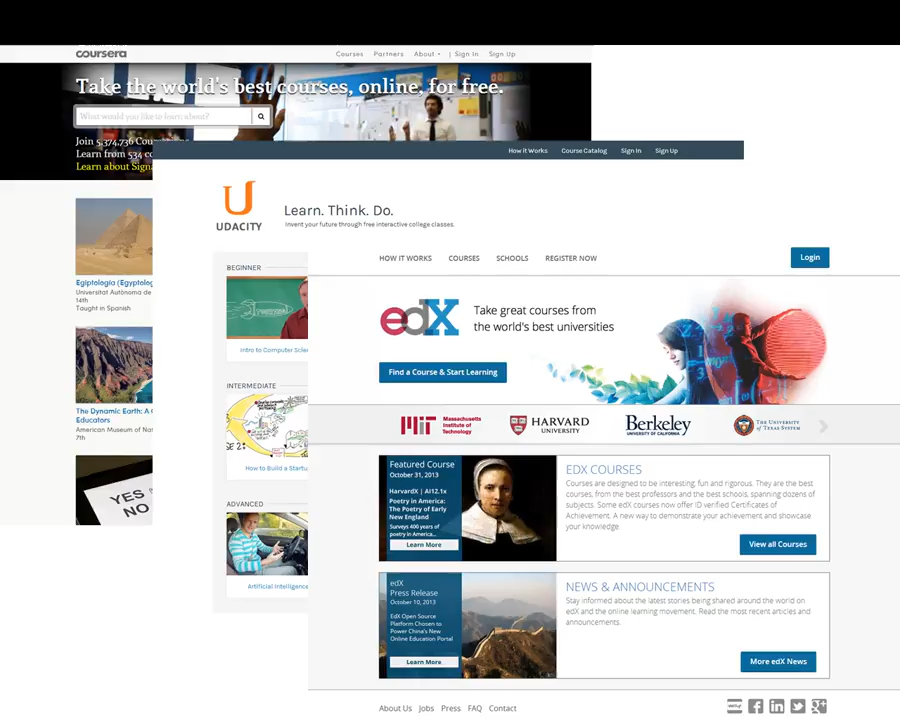 coursera
Courses Partners About | Sign In Sign Up
Take the world's best courses, online, for free.
What would you like to learn about?
Join 5,374,736 Cou
Learn from 534 co
Learn about Signa
Egiptologia (Egyptolog
Universitat Autònoma de
14th
Taught in Spanish
The Dynamic Earth: A C
Educators
American Museum of Nat
7th
YES
NO
How it Works Course Catalog Sign In Sign Up
UDACITY
Learn. Think. Do.
Invent your future through free interactive college classes.
BEGINNER
Intro to Computer Scien
INTERMEDIATE
How to Build a Startu
ADVANCED
Artificial Intelligence
HOW IT WORKS COURSES SCHOOLS REGISTER NOW
Login
edX
Take great courses from
the world's best universities
Find a Course & Start Learning
MIT
Massachusetts
Institute of
Technology
HARVARD
UNIVERSITY
Berkeley
UNIVERSITY OF CALIFORNIA
THE UNIVERSITY
of TEXAS SYSTEM
Featured Course
October 31, 2013
HarvardX | AI12.1x
Poetry in America:
The Poetry of Early
New England
Surveys 400 years of
poetry in America...
Learn More
EDX COURSES
Courses are designed to be interesting, fun and rigorous. They are the best
courses, from the best professors and the best schools, spanning dozens of
subjects. Some edX courses now offer ID verified Certificates of
Achievement. A new way to demonstrate your achievement and showcase
your knowledge
View all Courses
edX
Press Release
October 10, 2013
EdX Open Source
Platform Chosen to
Power China's New
Online Education Portal
Learn More
NEWS & ANNOUNCEMENTS
Stay informed about the latest stories being shared around the world on
edX and the online learning movement. Read the most recent articles and
announcements.
More edX News
About Us Jobs Press FAQ Contact